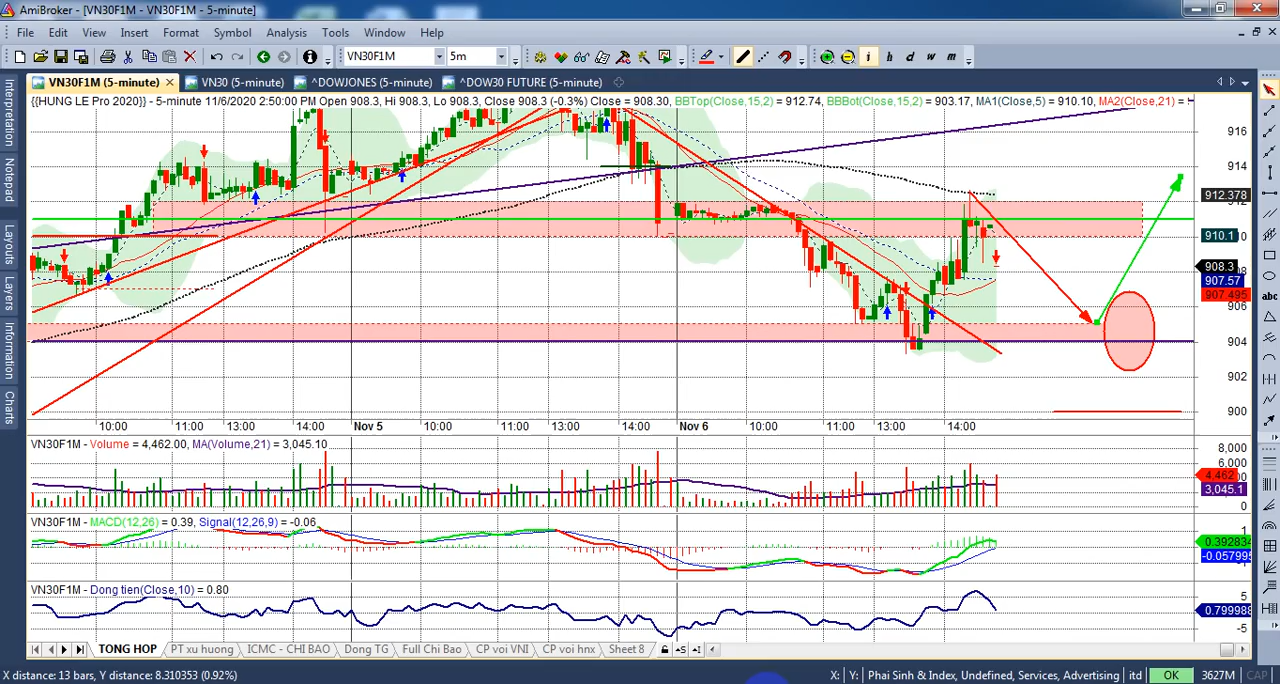 AmiBroker - [VN30F1M - VN30F1M - 5-minute]
File Edit View Insert Format Symbol Analysis Tools Window Help
VN30F1M 5m i h d w m
VN30F1M (5-minute) VN30 (5-minute) ^DOWJONES (5-minute) ^DOW30 FUTURE (5-minute)
{{HUNG LE Pro 2020}} - 5-minute 11/6/2020 2:50:00 PM Open 908.3, Hi 908.3, Lo 908.3, Close 908.3 (-0.3%) Close = 908.30, BBTop(Close,15,2) = 912.74, BBBot(Close,15,2) = 903.17, MA1(Close,5) = 910.10, MA2(Close,21) =
Interpretation
Notepad
Layouts
Layers
Information
Charts
abc
916
914
912
912.378
910.1
910
908.3
908
907.57
907.495
906
904
902
900
10:00 11:00 13:00 14:00 Nov 5 10:00 11:00 13:00 14:00 Nov 6 10:00 11:00 13:00 14:00
VN30F1M - Volume = 4,462.00, MA(Volume,21) = 3,045.10
8,000
6,000
4,462
3,045.1
0
VN30F1M - MACD(12,26) = 0.39, Signal(12,26,9) = -0.06
1
0.392834
-0.057995
VN30F1M - Dong tien(Close,10) = 0.80
5
0.799988
-5
TONG HOP PT xu huong ICMC - CHI BAO Dong TG Full Chi Bao CP voi VNI CP voi hnx Sheet 8
X distance: 13 bars, Y distance: 8.310353 (0.92%) X: Y: Phai Sinh & Index, Undefined, Services, Advertising itd OK 3627M CAP